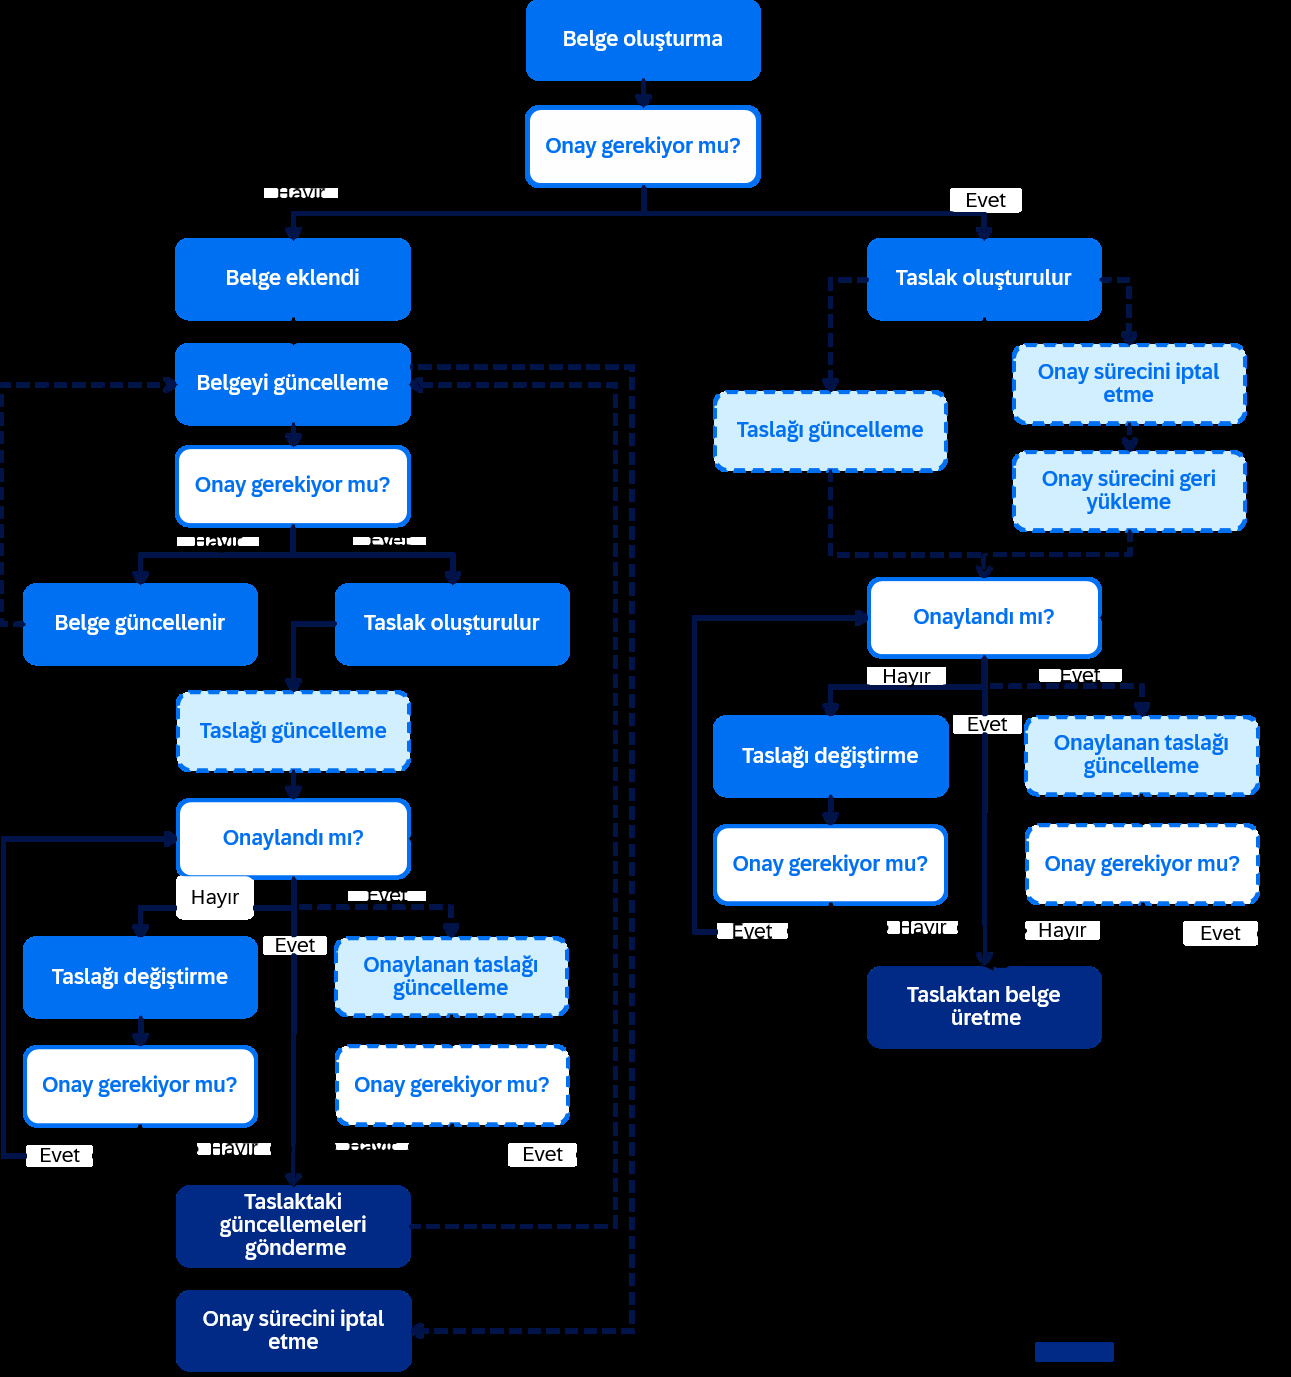 Belge oluşturma
Onay gerekiyor mu?
Hayır
Evet
Belge eklendi
Taslak oluşturulur
Belgeyi güncelleme
Onay sürecini iptal
etme
Taslağı güncelleme
Onay gerekiyor mu?
Onay sürecini geri
yükleme
Hayır
Evet
Belge güncellenir
Taslak oluşturulur
Onaylandı mı?
Hayır
Evet
Taslağı güncelleme
Evet
Taslağı değiştirme
Onaylanan taslağı
güncelleme
Onaylandı mı?
Onay gerekiyor mu?
Onay gerekiyor mu?
Hayır
Evet
Evet
Hayır
Hayır
Evet
Evet
Taslağı değiştirme
Onaylanan taslağı
güncelleme
Taslaktan belge
üretme
Onay gerekiyor mu?
Onay gerekiyor mu?
Evet
Hayır
Hayır
Evet
Taslaktaki
güncellemeleri
gönderme
Onay sürecini iptal
etme